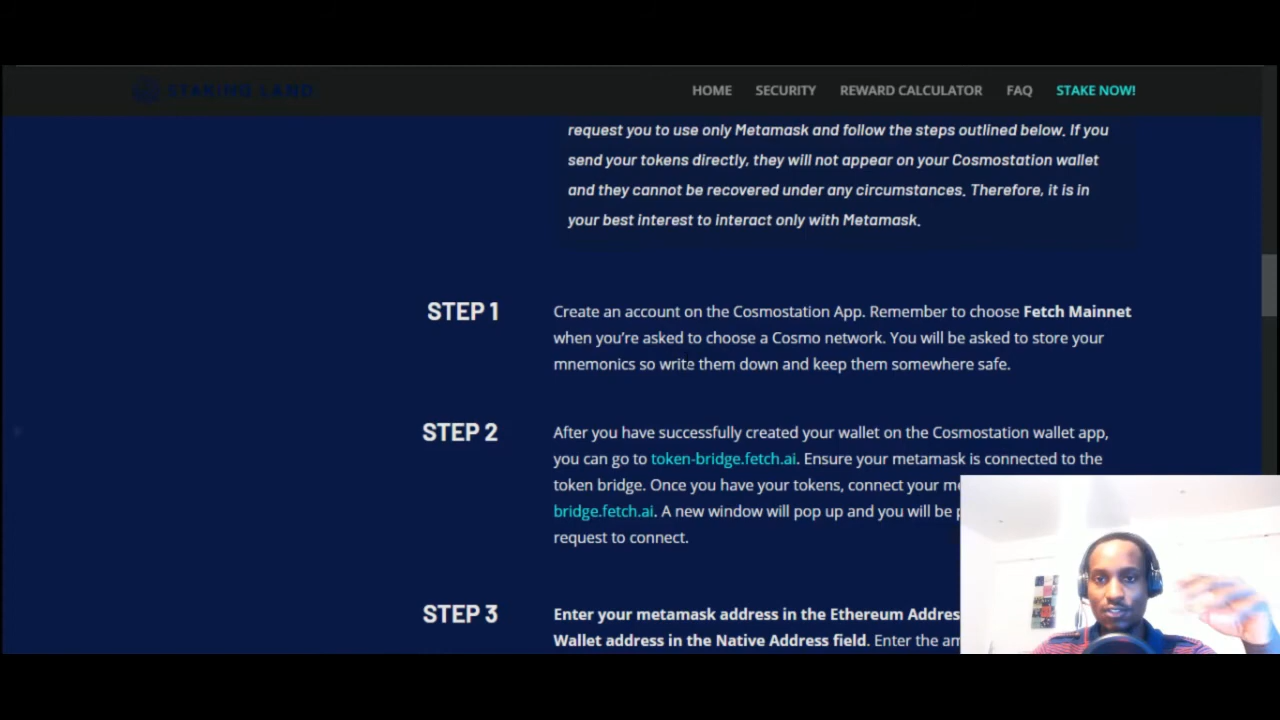 STAKING LAND
HOME SECURITY REWARD CALCULATOR FAQ STAKE NOW!
request you to use only Metamask and follow the steps outlined below. If you
send your tokens directly, they will not appear on your Cosmostation wallet
and they cannot be recovered under any circumstances. Therefore, it is in
your best interest to interact only with Metamask.
STEP 1
Create an account on the Cosmostation App. Remember to choose Fetch Mainnet
when you’re asked to choose a Cosmo network. You will be asked to store your
mnemonics so write them down and keep them somewhere safe.
STEP 2
After you have successfully created your wallet on the Cosmostation wallet app,
you can go to token-bridge.fetch.ai. Ensure your metamask is connected to the
token bridge. Once you have your tokens, connect your
bridge.fetch.ai. A new window will pop up and you will be
request to connect.
STEP 3
Enter your metamask address in the Ethereum
Wallet address in the Native Address field. Enter the